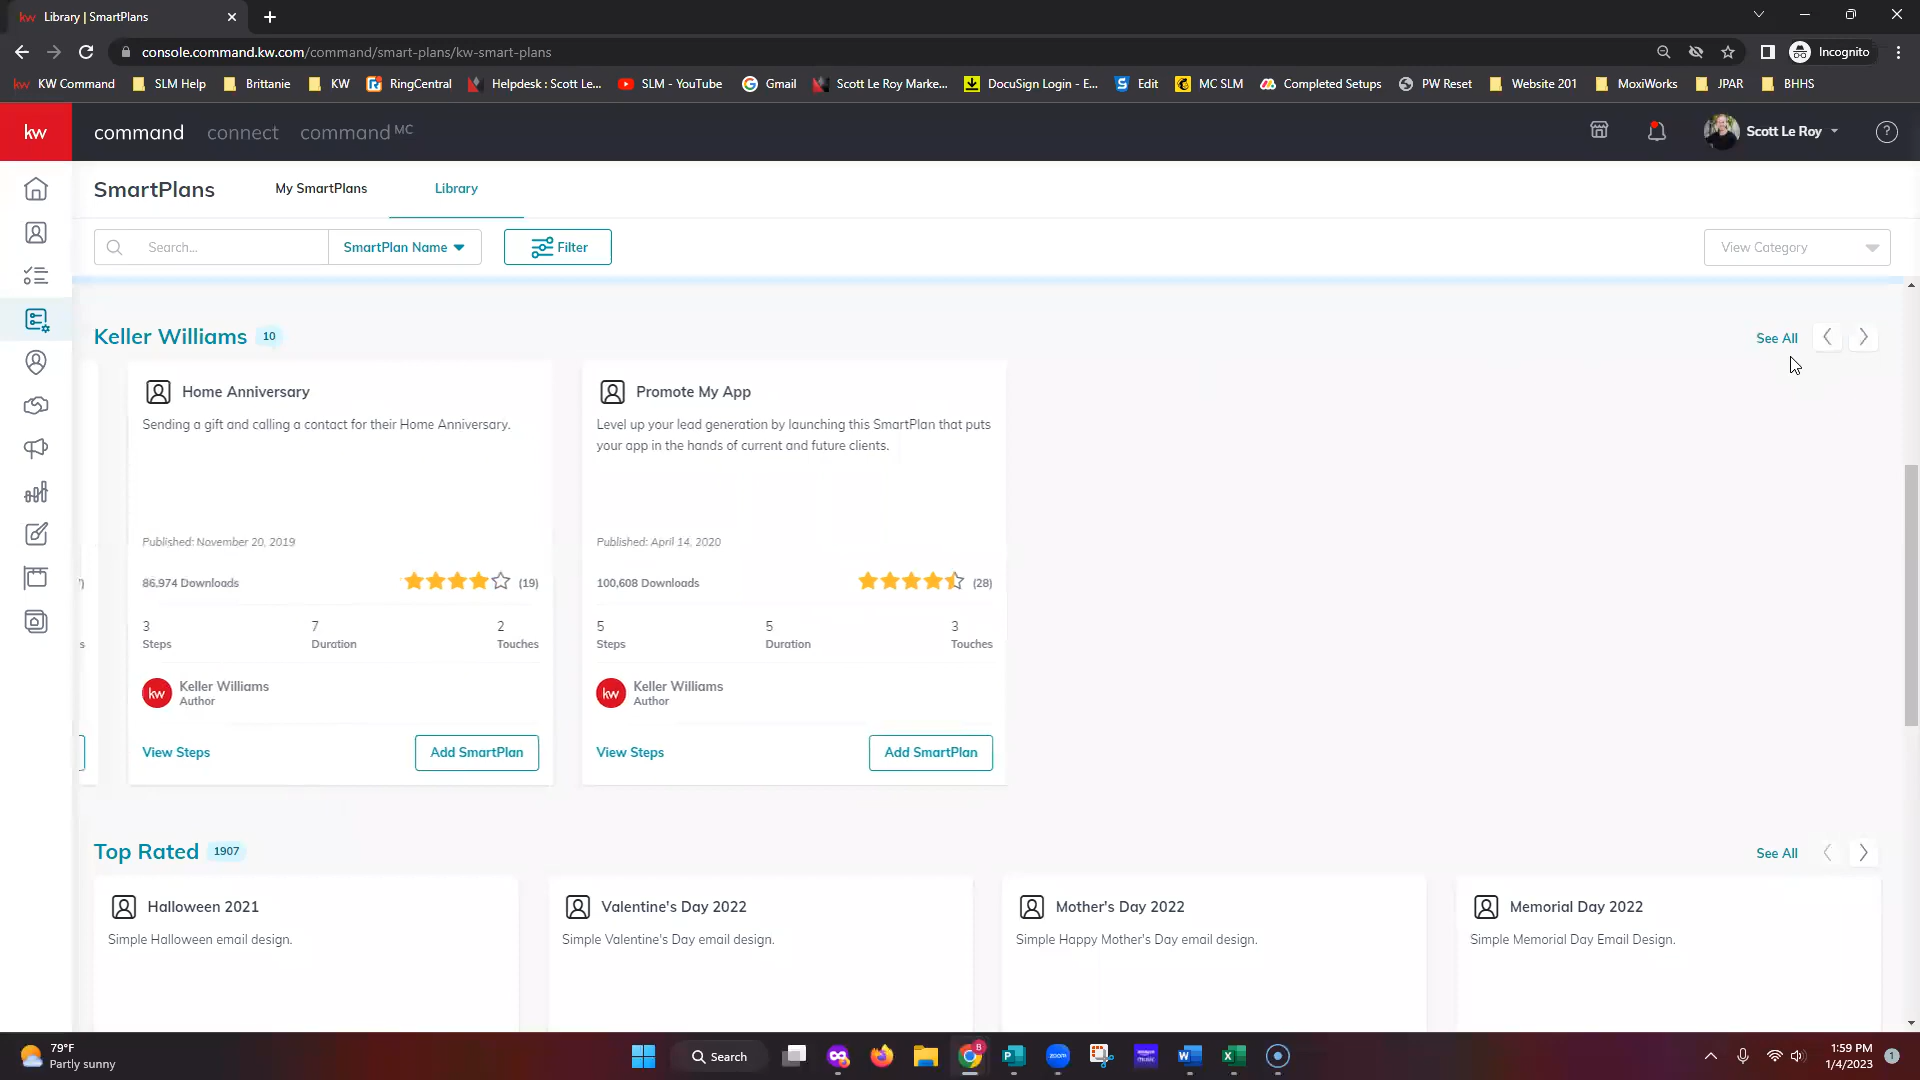 Library | SmartPlans
console.command.kw.com/command/smart-plans/kw-smart-plans
Incognito
KW Command
SLM Help
Brittanie
KW
RingCentral
Helpdesk : Scott Le...
SLM - YouTube
Gmail
Scott Le Roy Marke...
DocuSign Login - E...
Edit
MC SLM
Completed Setups
PW Reset
Website 201
MoxiWorks
JPAR
BHHS
kw
command
connect
command MC
Scott Le Roy
SmartPlans
My SmartPlans
Library
Search...
SmartPlan Name
Filter
View Category
Keller Williams 10
See All
Home Anniversary
Sending a gift and calling a contact for their Home Anniversary.
Published: November 20, 2019
86,974 Downloads
(19)
3
7
2
Steps
Duration
Touches
kw
Keller Williams
Author
View Steps
Add SmartPlan
Promote My App
Level up your lead generation by launching this SmartPlan that puts
your app in the hands of current and future clients.
Published: April 14, 2020
100,608 Downloads
(28)
5
5
3
Steps
Duration
Touches
kw
Keller Williams
Author
View Steps
Add SmartPlan
Top Rated 1907
See All
Halloween 2021
Simple Halloween email design.
Valentine's Day 2022
Simple Valentine's Day email design.
Mother's Day 2022
Simple Happy Mother's Day email design.
Memorial Day 2022
Simple Memorial Day Email Design.
79°F
Partly sunny
Search
8
zoom
1:59 PM
1/4/2023
1